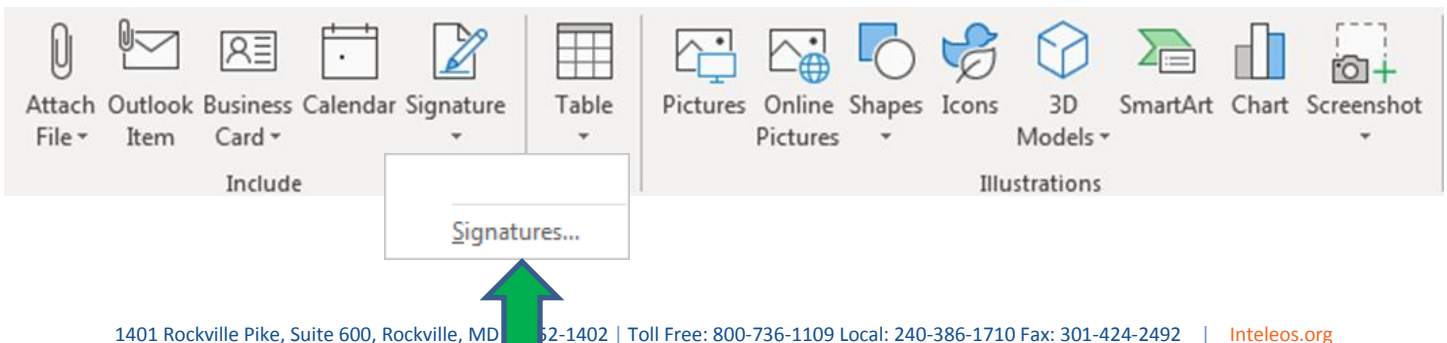 Attach Outlook Business Calendar Signature Table Pictures Online Shapes Icons 3D SmartArt Chart Screenshot
File Item Card Pictures Models
Include Illustrations
Signatures...
1401 Rockville Pike, Suite 600, Rockville, MD 52-1402 | Toll Free: 800-736-1109 Local: 240-386-1710 Fax: 301-424-2492 | Inteleos.org